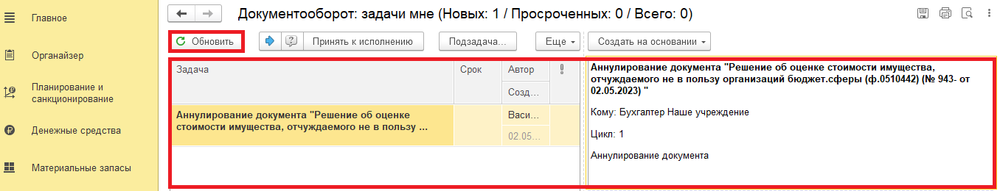 Главное
Органайзер
Планирование и
санкционирование
Денежные средства
Материальные запасы
Документооборот: задачи мне (Новых: 1 / Просроченных: 0 / Всего: 0)
Обновить
Принять к исполнению
Подзадача...
Еще
Создать на основании
Задача
Срок
Автор
Созд...
Аннулирование документа "Решение об оценке
стоимости имущества, отчуждаемого не в пользу ...
Васи...
02.05...
Аннулирование документа "Решение об оценке стоимости имущества,
отчуждаемого не в пользу организаций бюджет.сферы (ф.0510442) (№ 943- от
02.05.2023) "
Кому: Бухгалтер Наше учреждение
Цикл: 1
Аннулирование документа